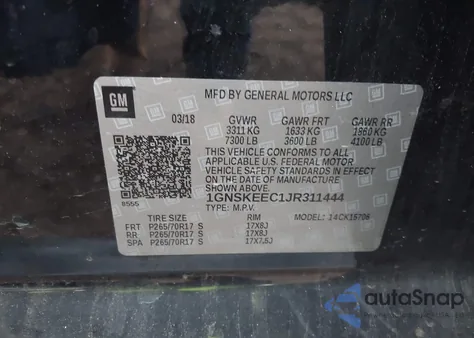 GM
MFD BY GENERAL MOTORS LLC
03/18 GVWR GAWR FRT GAWR RR
3311 KG 1633 KG 1860 KG
7300 LB 3600 LB 4100 LB
THIS VEHICLE CONFORMS TO ALL
APPLICABLE U.S. FEDERAL MOTOR
VEHICLE SAFETY STANDARDS IN EFFECT
ON THE DATE OF MANUFACTURE SHOWN ABOVE.
1GNSKEEC1JR311444
8555 TYPE: M.P.V.
TIRE SIZE RIM MODEL: 14CK15706
FRT P265/70R17 S 17X8J
RR P265/70R17 S 17X8J
SPA P265/70R17 S 17X7.5J
autoSnap